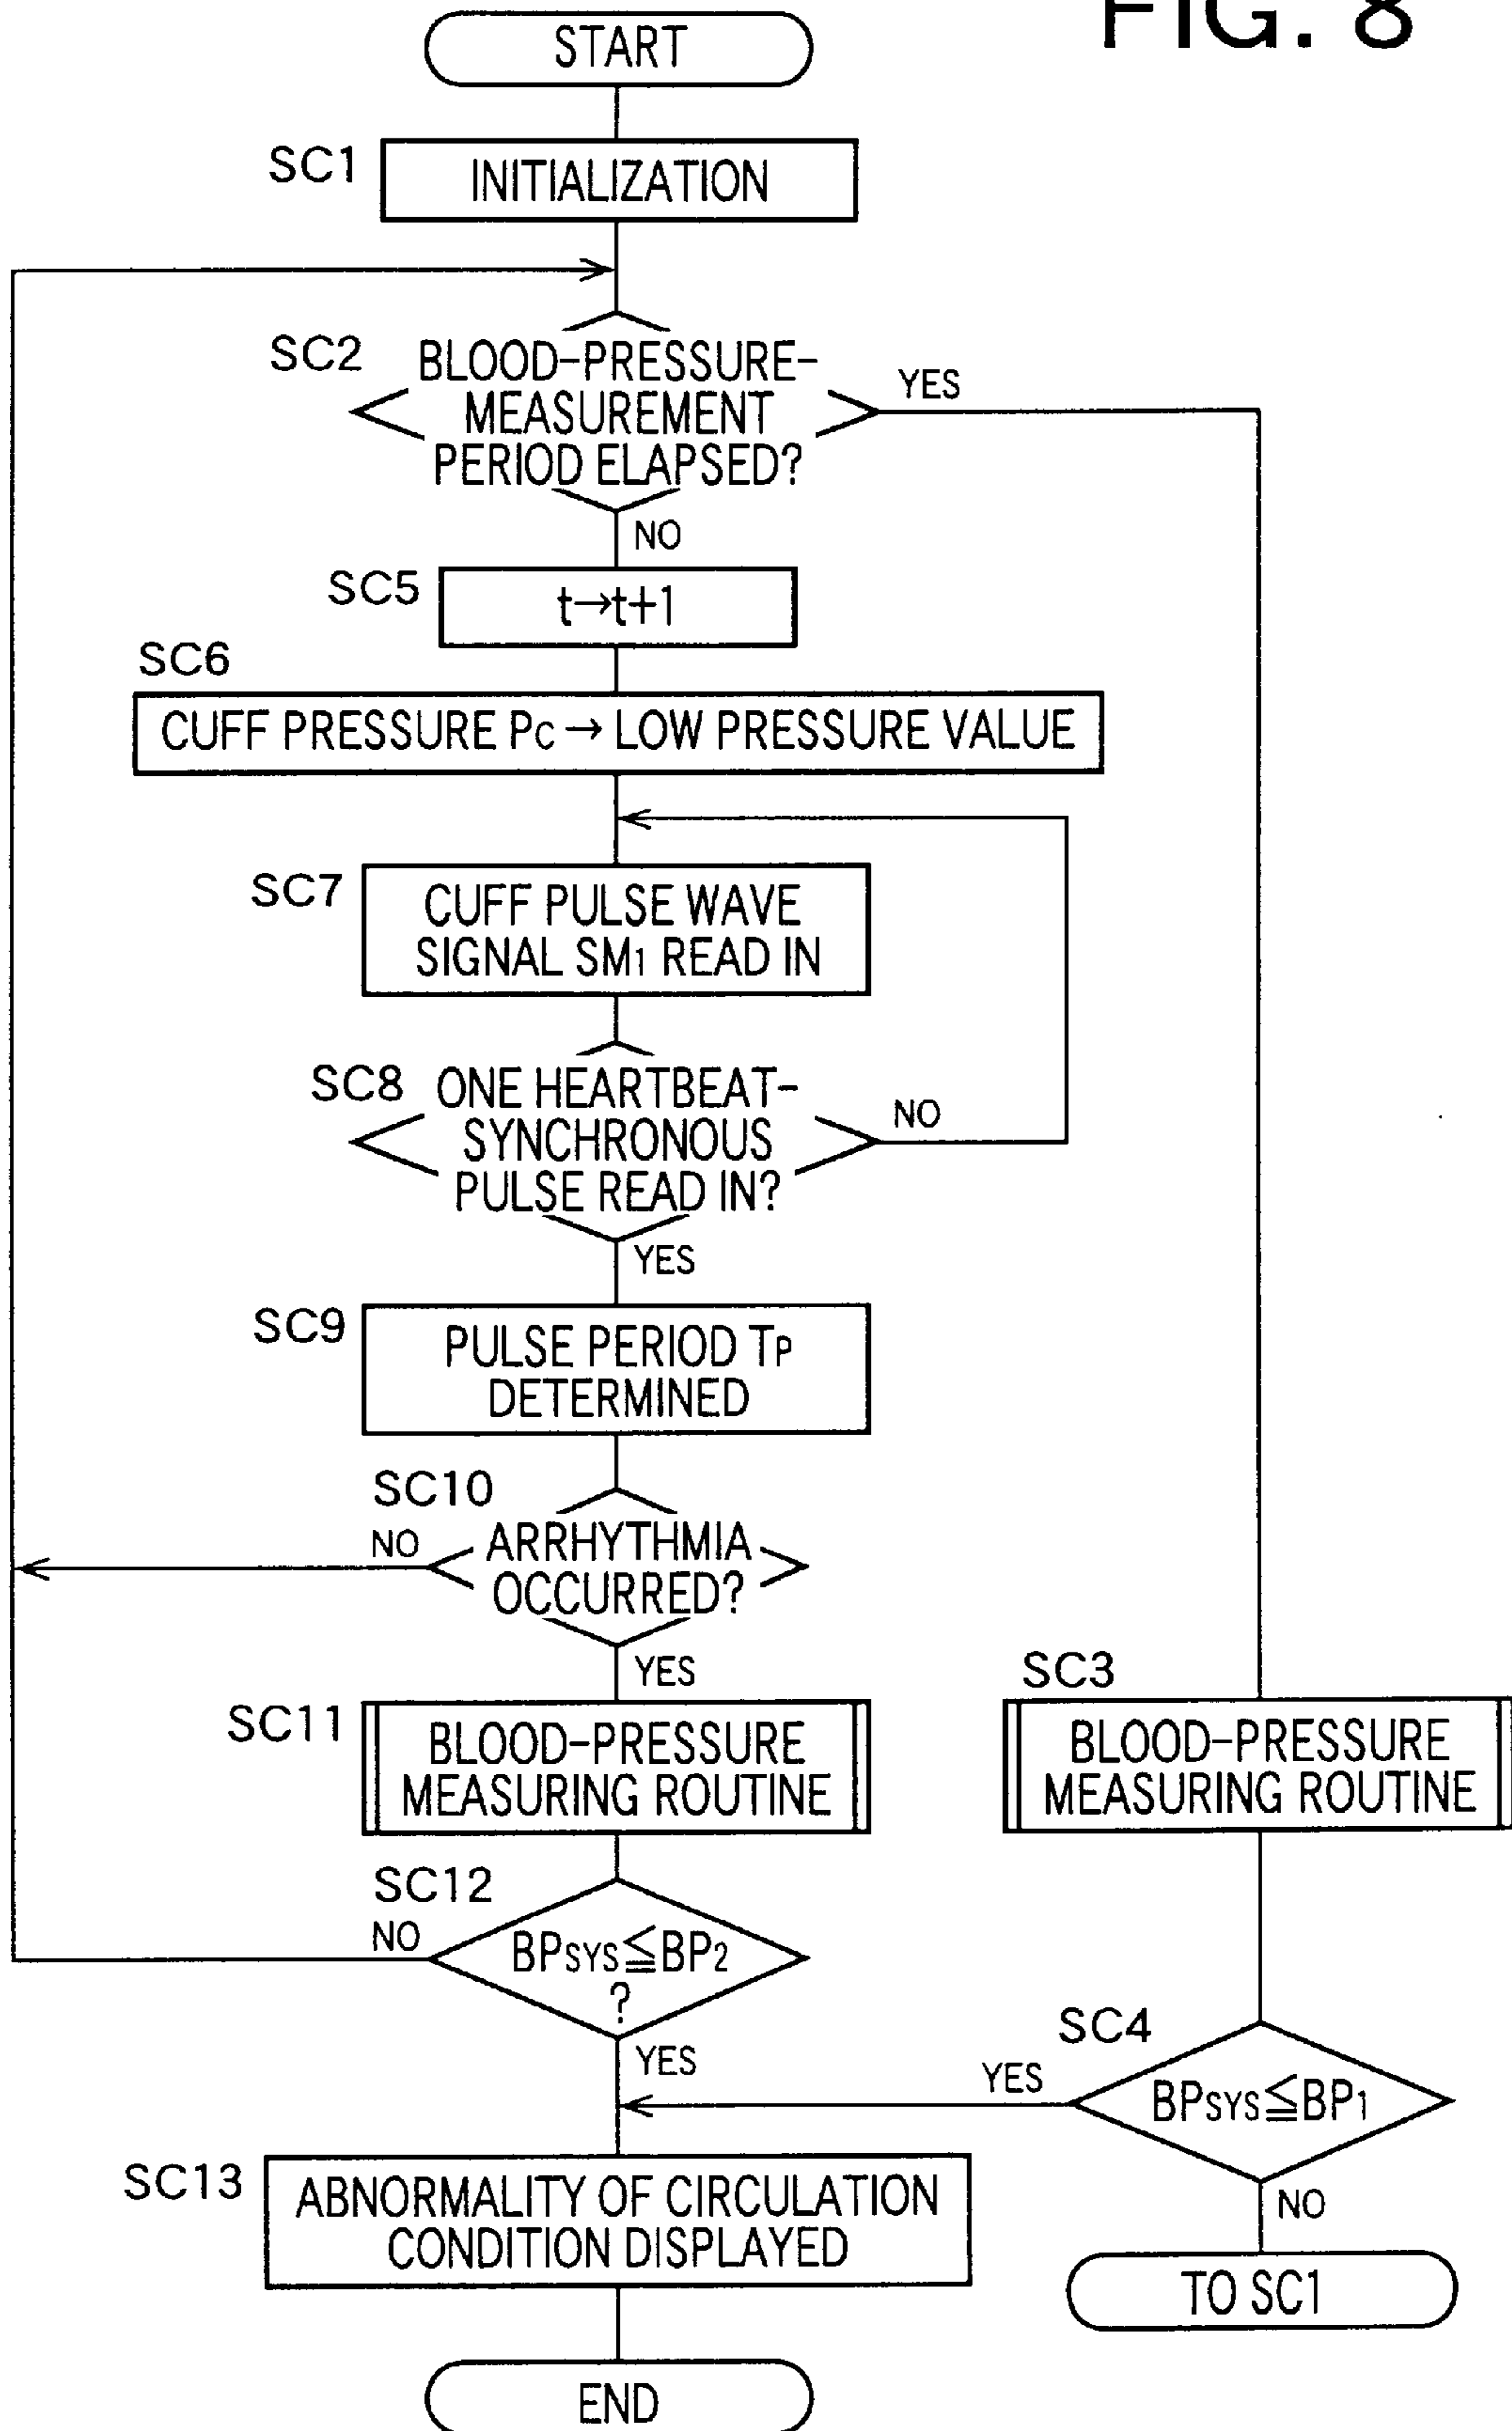 FIG. 8
START
SC1
INITIALIZATION
SC2
BLOOD-PRESSURE-
MEASUREMENT
PERIOD ELAPSED?
YES
NO
SC5
t→t+1
SC6
CUFF PRESSURE PC → LOW PRESSURE VALUE
SC7
CUFF PULSE WAVE
SIGNAL SM1 READ IN
SC8
ONE HEARTBEAT-
SYNCHRONOUS
PULSE READ IN?
NO
YES
SC9
PULSE PERIOD TP
DETERMINED
SC10
ARRHYTHMIA
OCCURRED?
NO
YES
SC11
BLOOD-PRESSURE
MEASURING ROUTINE
SC3
BLOOD-PRESSURE
MEASURING ROUTINE
SC12
BPSYS≦BP2
?
NO
YES
SC4
BPSYS≦BP1
YES
NO
SC13
ABNORMALITY OF CIRCULATION
CONDITION DISPLAYED
TO SC1
END